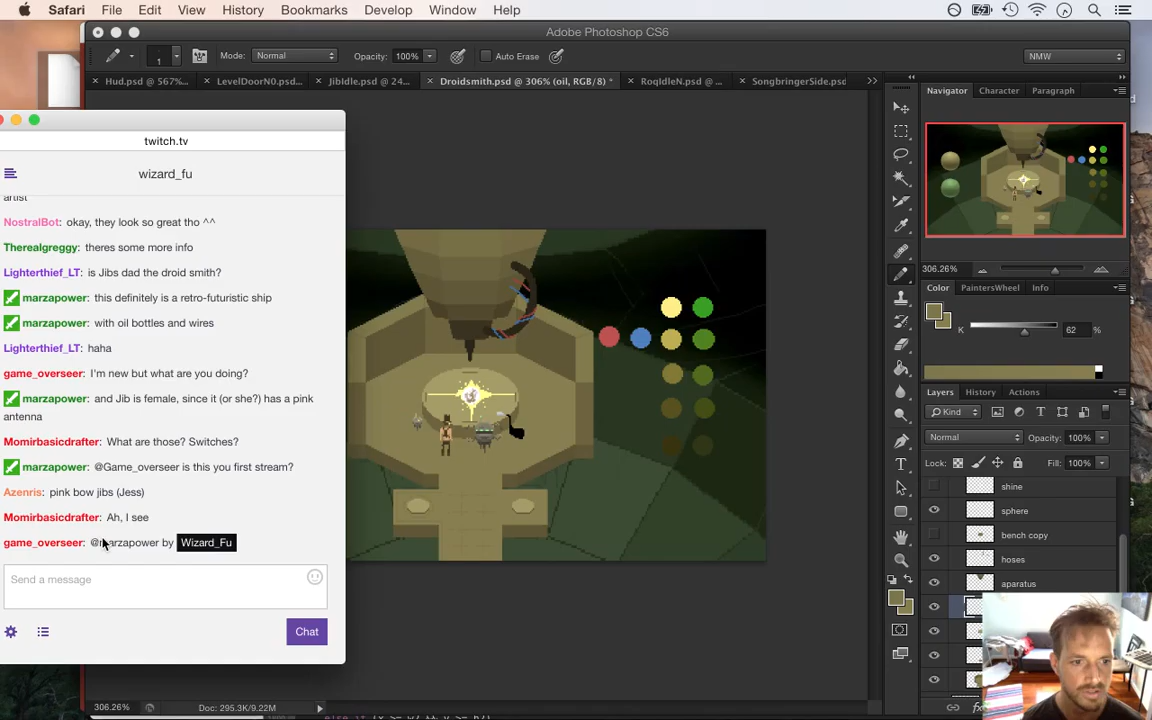 Safari File Edit View History Bookmarks Develop Window Help
Adobe Photoshop CS6
1 Mode: Normal Opacity: 100% Auto Erase NMW
Hud.psd @ 567%... LevelDoorN0.psd... JibIdle.psd @ 24... Droidsmith.psd @ 306% (oil, RGB/8) * RoqIdleN.psd @ ... SongbringerSide.psd
twitch.tv
wizard_fu
artist
NostralBot: okay, they look so great tho ^^
Therealgreggy: theres some more info
Lighterthief_LT: is Jibs dad the droid smith?
marzapower: this definitely is a retro-futuristic ship
marzapower: with oil bottles and wires
Lighterthief_LT: haha
game_overseer: I'm new but what are you doing?
marzapower: and Jib is female, since it (or she?) has a pink
antenna
Momirbasicdrafter: What are those? Switches?
marzapower: @Game_overseer is this you first stream?
Azenris: pink bow jibs (Jess)
Momirbasicdrafter: Ah, I see
game_overseer: @marzapower by Wizard_Fu
Send a message
Chat
Navigator Character Paragraph
306.26%
Color PaintersWheel Info
K 62 %
Layers History Actions
Kind
Normal Opacity: 100%
Lock: Fill: 100%
shine
sphere
bench copy
hoses
aparatus
306.26% Doc: 295.3K/9.22M